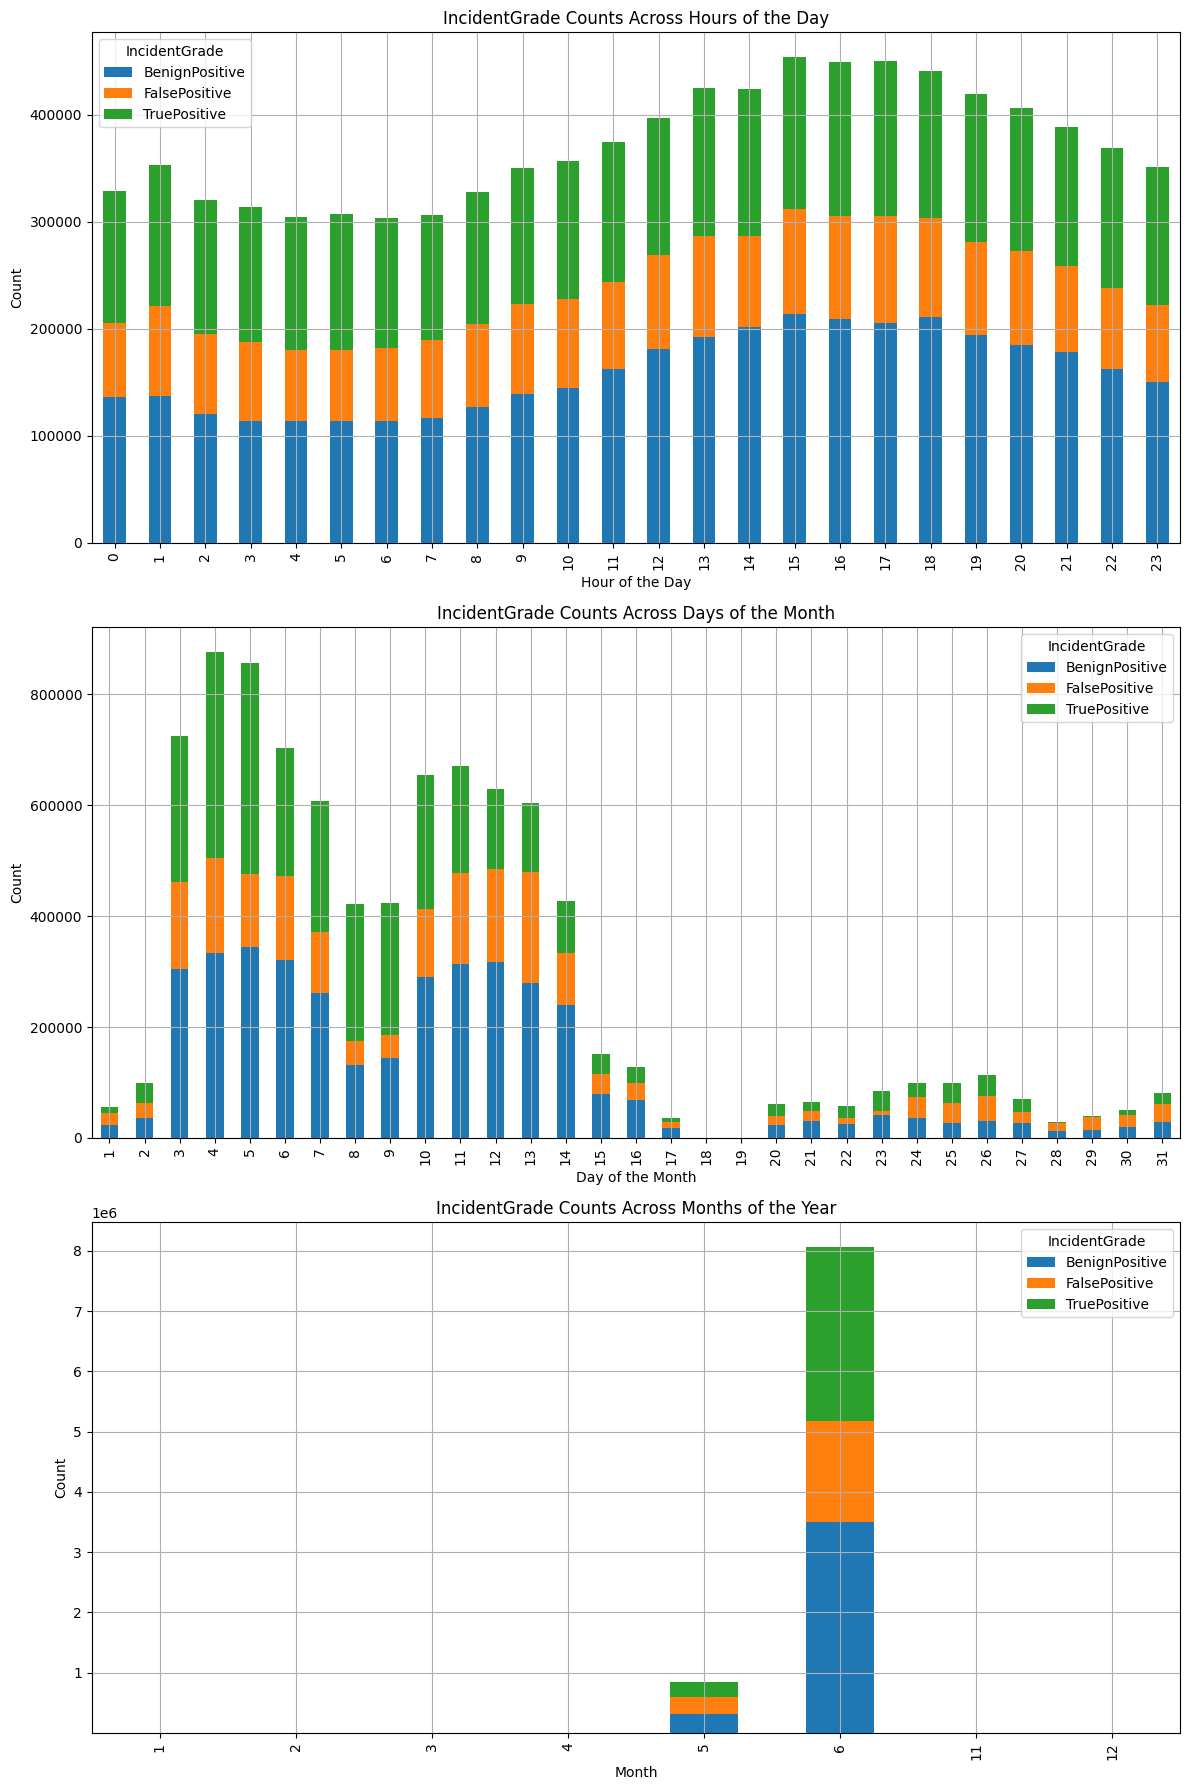 IncidentGrade Counts Across Hours of the Day
IncidentGrade
BenignPositive
FalsePositive
TruePositive
400000
300000
200000
100000
0
Count
0 1 2 3 4 5 6 7 8 9 10 11 12 13 14 15 16 17 18 19 20 21 22 23
Hour of the Day
IncidentGrade Counts Across Days of the Month
IncidentGrade
BenignPositive
FalsePositive
TruePositive
800000
600000
400000
200000
0
Count
1 2 3 4 5 6 7 8 9 10 11 12 13 14 15 16 17 18 19 20 21 22 23 24 25 26 27 28 29 30 31
Day of the Month
IncidentGrade Counts Across Months of the Year
1e6
IncidentGrade
BenignPositive
FalsePositive
TruePositive
8
7
6
5
4
3
2
1
Count
1 2 3 4 5 6 11 12
Month